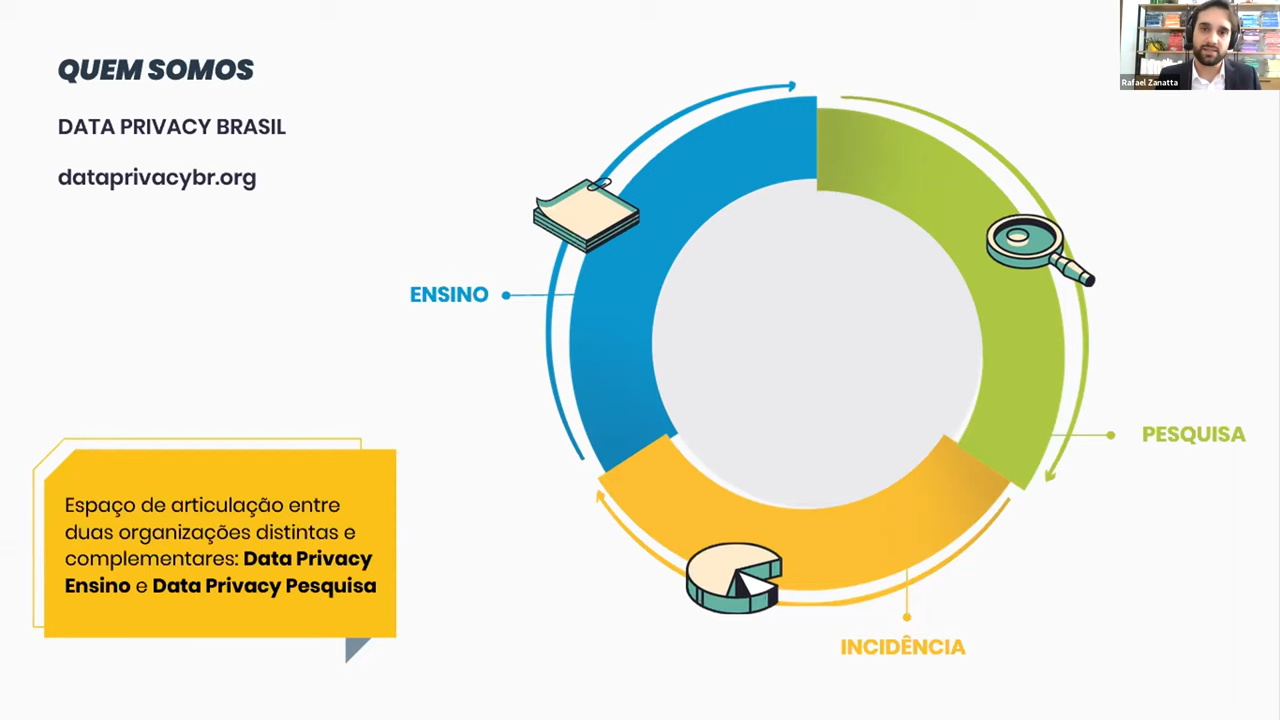 QUEM SOMOS
DATA PRIVACY BRASIL
dataprivacybr.org
Rafael Zanatta
ENSINO
PESQUISA
Espaço de articulação entre
duas organizações distintas e
complementares: Data Privacy
Ensino e Data Privacy Pesquisa
INCIDÊNCIA